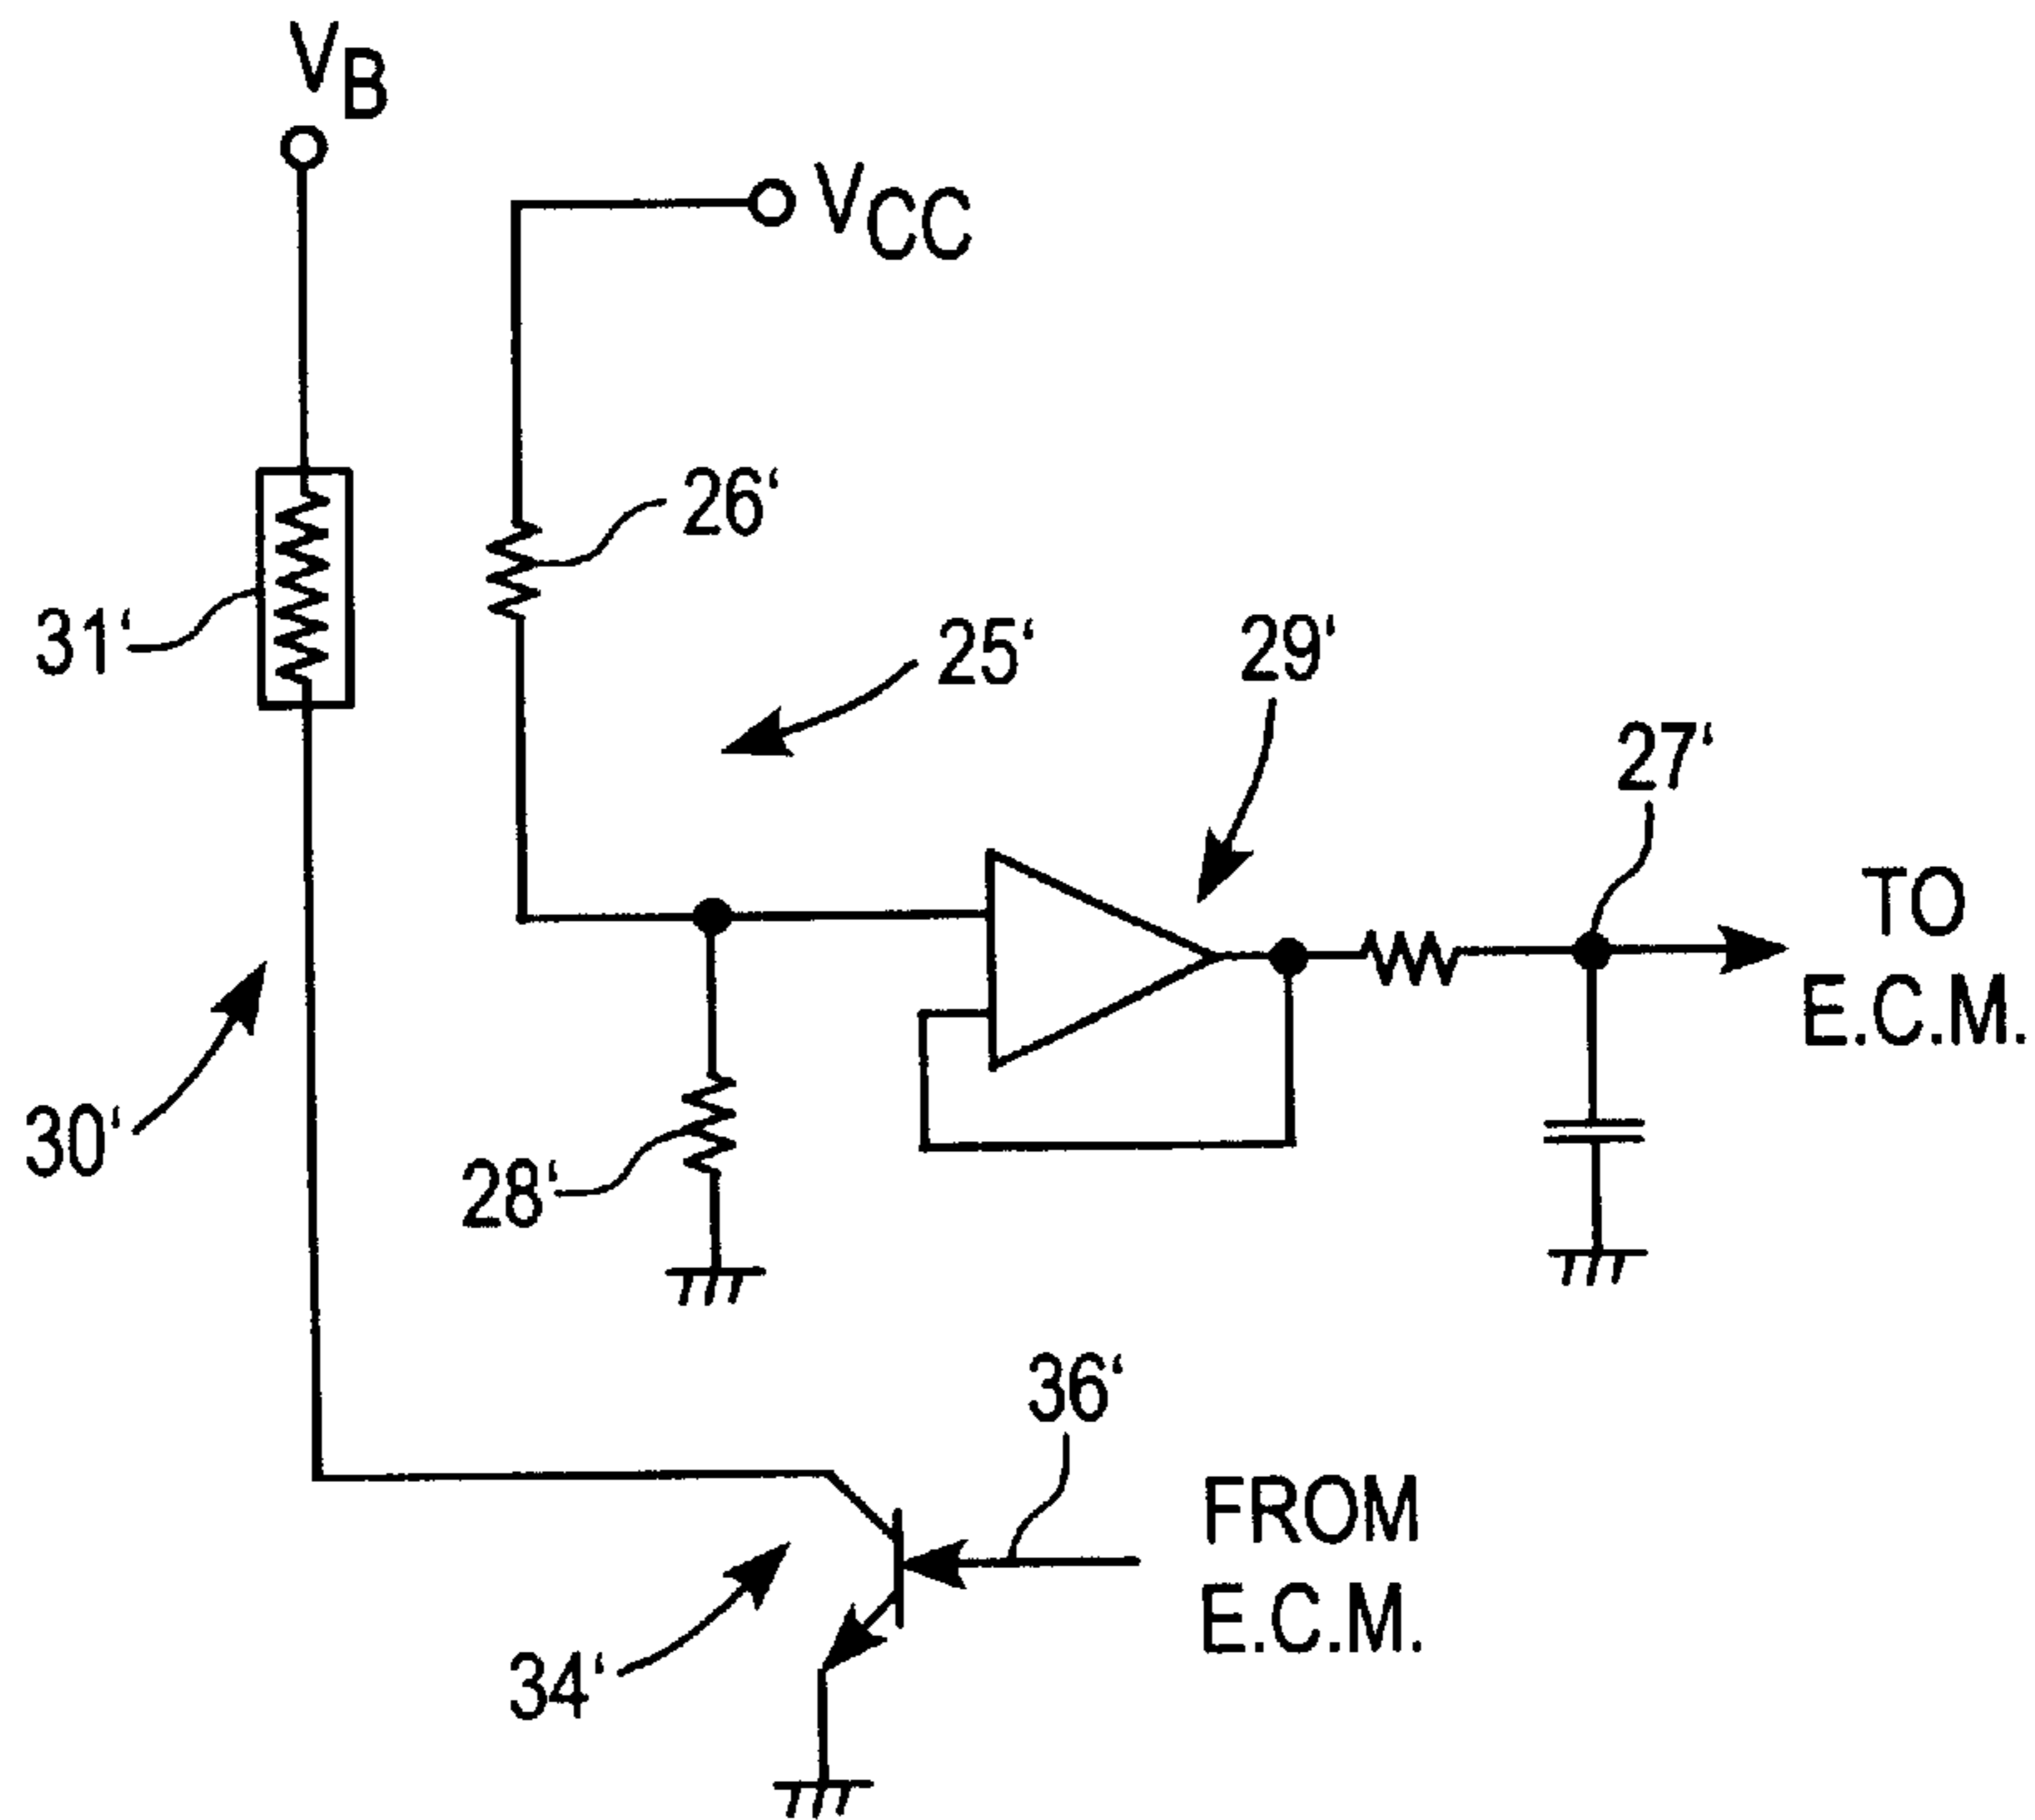 VB
VCC
26‘
31‘
25‘
29‘
27‘
TO
E.C.M.
30‘
28‘
36‘
FROM
E.C.M.
34‘